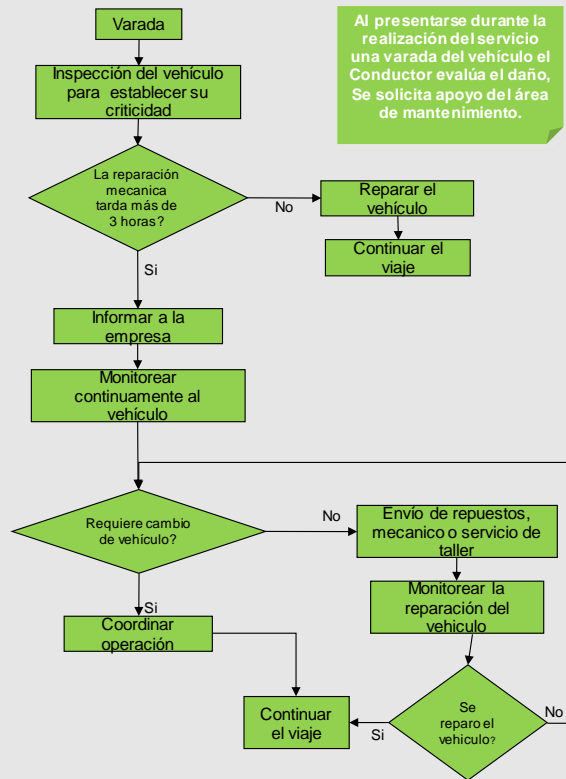 Varada
Al presentarse durante la
realización del servicio
una varada del vehículo el
Conductor evalúa el daño,
Se solicita apoyo del área
de mantenimiento.
Inspección del vehículo
para establecer su
criticidad
La reparación
mecanica
tarda más de
3 horas?
No
Reparar el
vehículo
Continuar el
viaje
Si
Informar a la
empresa
Monitorear
continuamente al
vehículo
Requiere cambio
de vehículo?
No
Envío de repuestos,
mecanico o servicio de
taller
Monitorear la
reparación del
vehiculo
Si
Coordinar
operación
Continuar
el viaje
Si
Se
reparo el
vehiculo?
No